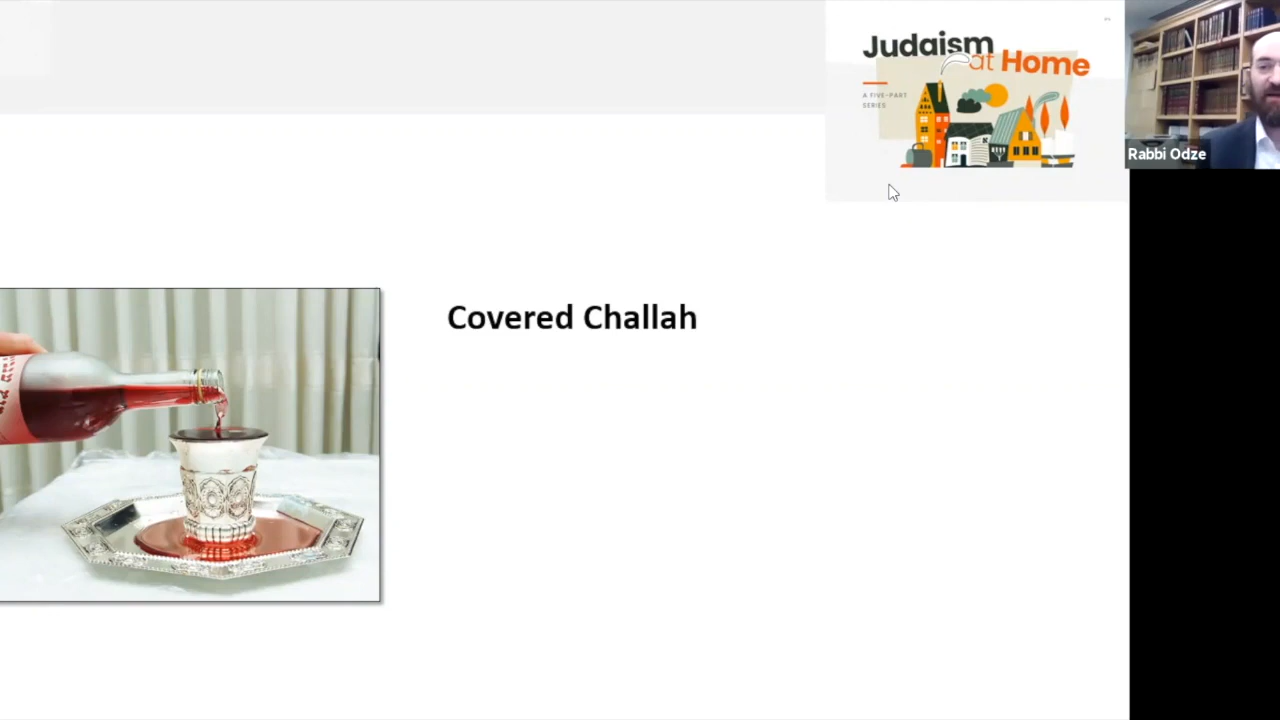 Judaism
at Home
A FIVE-PART
SERIES
Rabbi Odze
Covered Challah